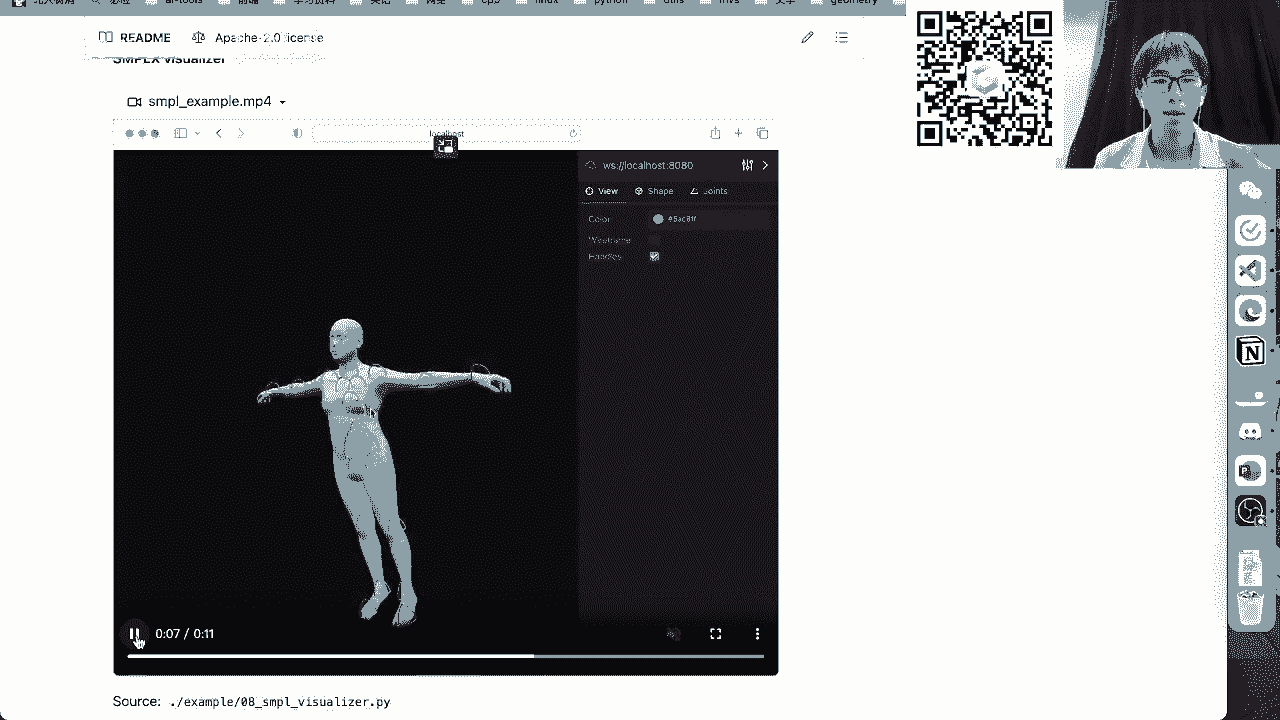 README Apache-2.0 license
SMPLX visualizer
smpl_example.mp4
localhost
ws://localhost:8080
View Shape Joints
Color #5ac8ff
Wireframe
Handles
N
0:07 / 0:11
Source: ./example/08_smpl_visualizer.py